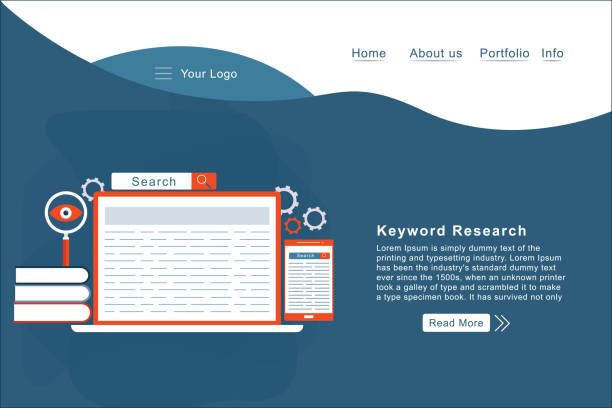 Home About us Portfolio Info
Your Logo
Search
Search
Keyword Research
Lorem Ipsum is simply dummy text of the
printing and typesetting industry. Lorem Ipsum
has been the industry's standard dummy text
ever since the 1500s, when an unknown printer
took a galley of type and scrambled it to
make a type specimen book. It has survived not only
Read More